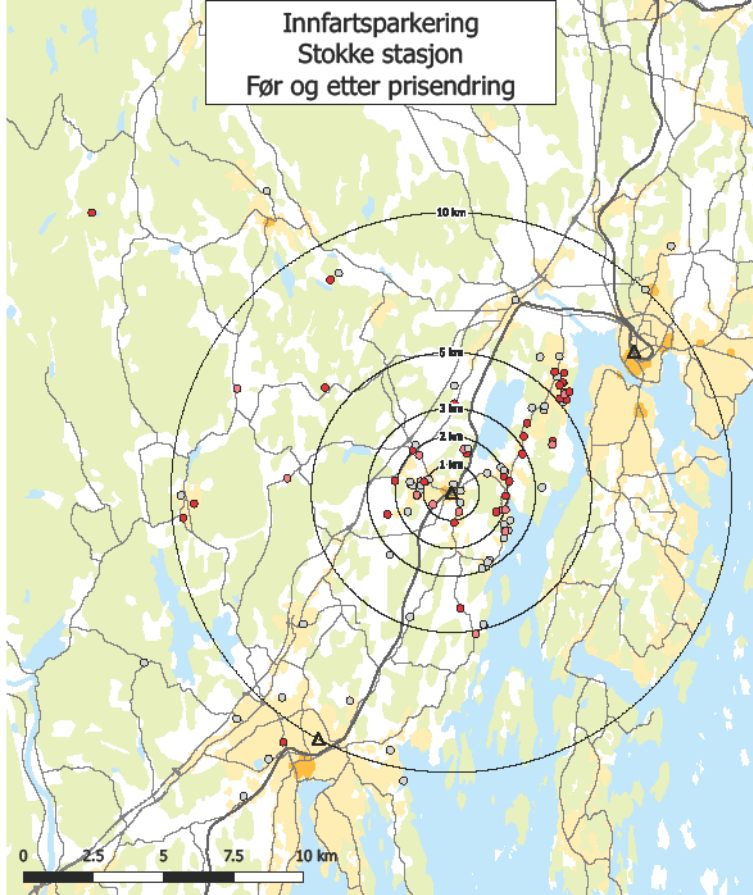 Innfartsparkering
Stokke stasjon
Før og etter prisendring
10 km
5 km
3 km
2 km
1 km
0 2.5 5 7.5 10 km